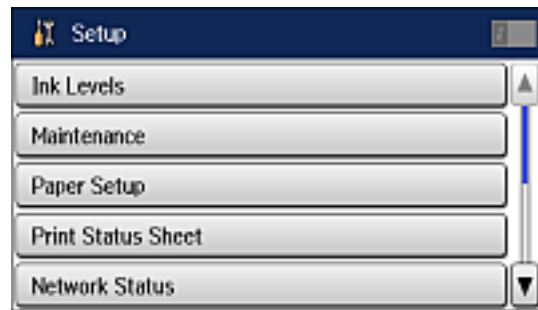 Setup
Ink Levels
Maintenance
Paper Setup
Print Status Sheet
Network Status